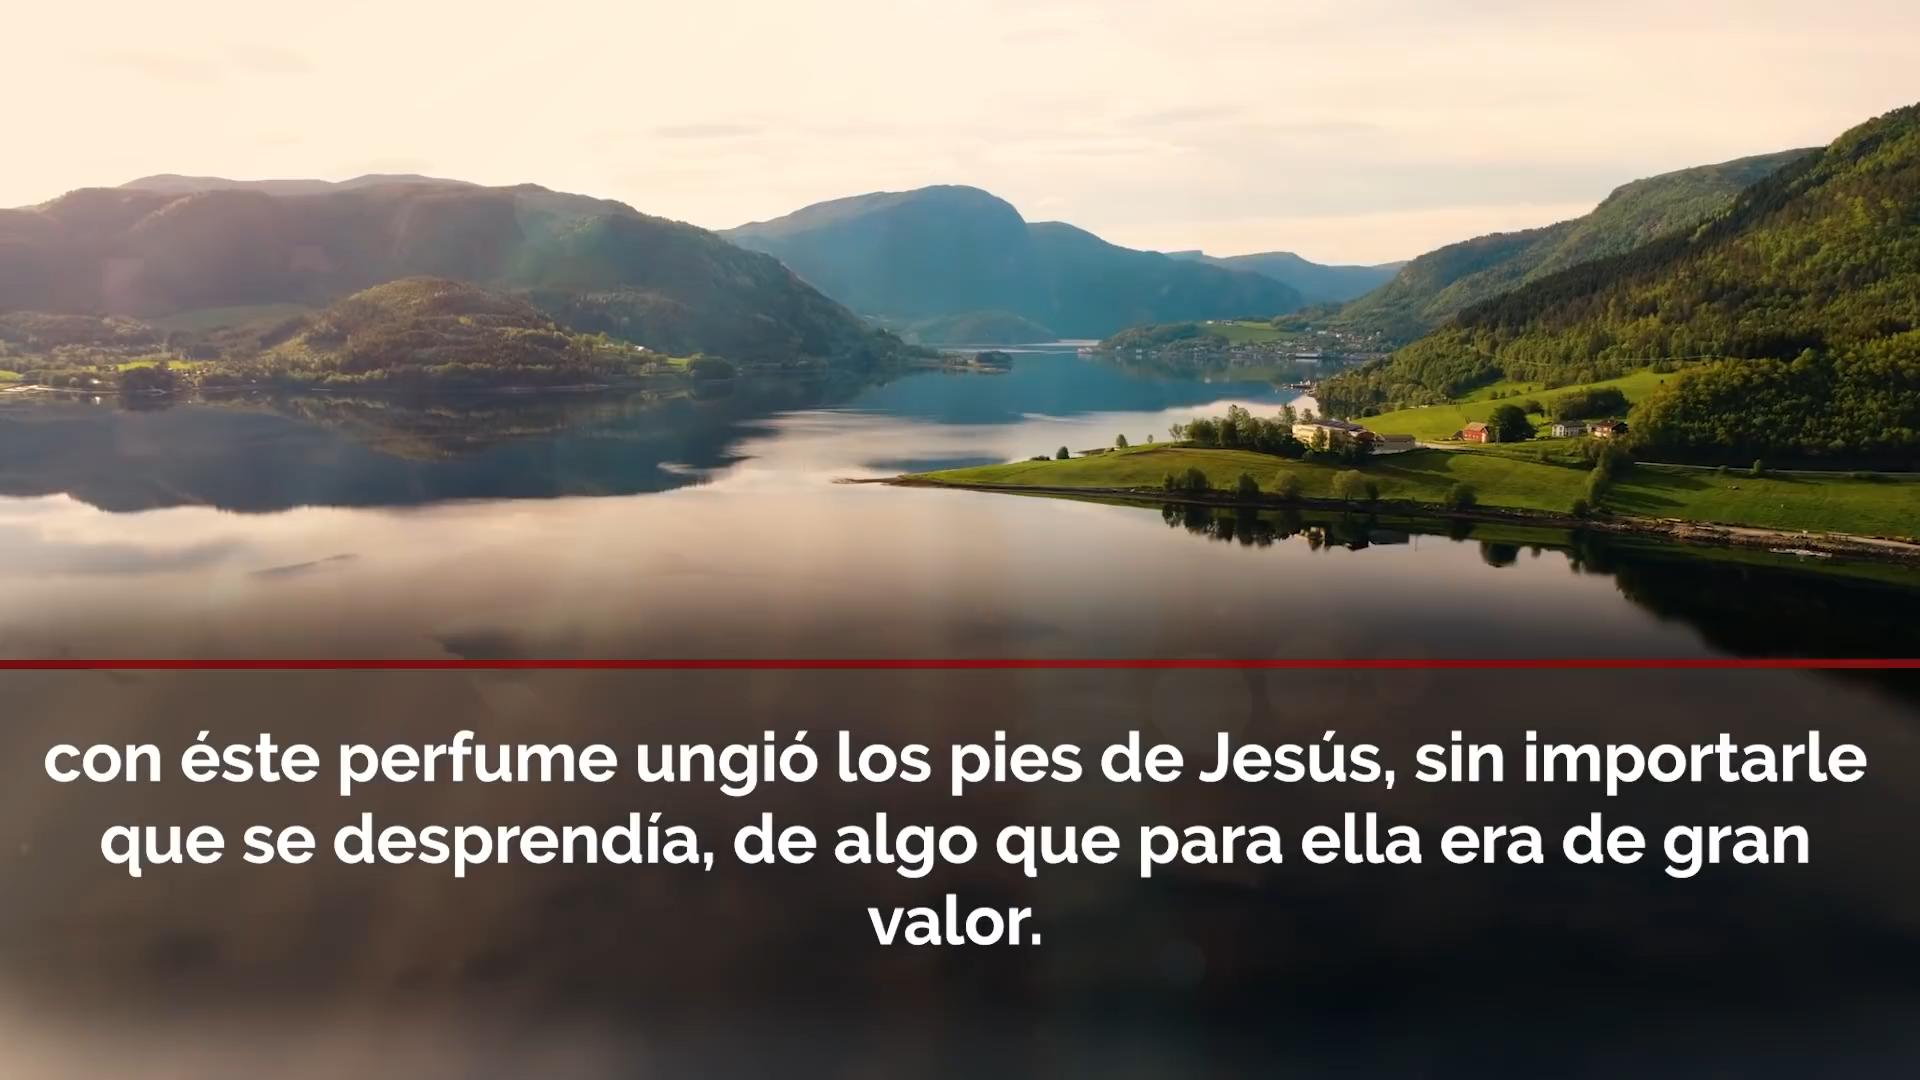 con éste perfume ungió los pies de Jesús, sin importarle
que se desprendía, de algo que para ella era de gran
valor.